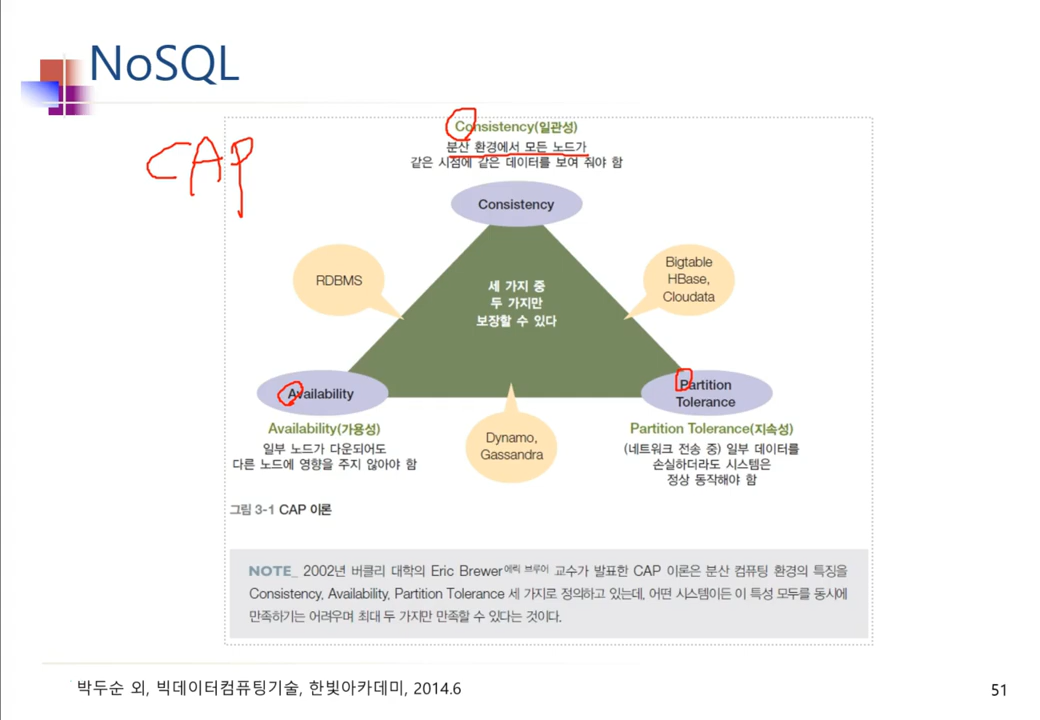 NoSQL
CAP
Consistency(일관성)
분산 환경에서 모든 노드가
같은 시점에 같은 데이터를 보여 줘야 함
Consistency
RDBMS
세 가지 중
두 가지만
보장할 수 있다
Bigtable
HBase,
Cloudata
Availability
Partition
Tolerance
Availability(가용성)
일부 노드가 다운되어도
다른 노드에 영향을 주지 않아야 함
Dynamo,
Gassandra
Partition Tolerance(지속성)
(네트워크 전송 중) 일부 데이터를
손실하더라도 시스템은
정상 동작해야 함
그림 3-1 CAP 이론
NOTE_ 2002년 버클리 대학의 Eric Brewer에릭 브루어 교수가 발표한 CAP 이론은 분산 컴퓨팅 환경의 특징을
Consistency, Availability, Partition Tolerance 세 가지로 정의하고 있는데, 어떤 시스템이든 이 특성 모두를 동시에
만족하기는 어려우며 최대 두 가지만 만족할 수 있다는 것이다.
박두순 외, 빅데이터컴퓨팅기술, 한빛아카데미, 2014.6
51